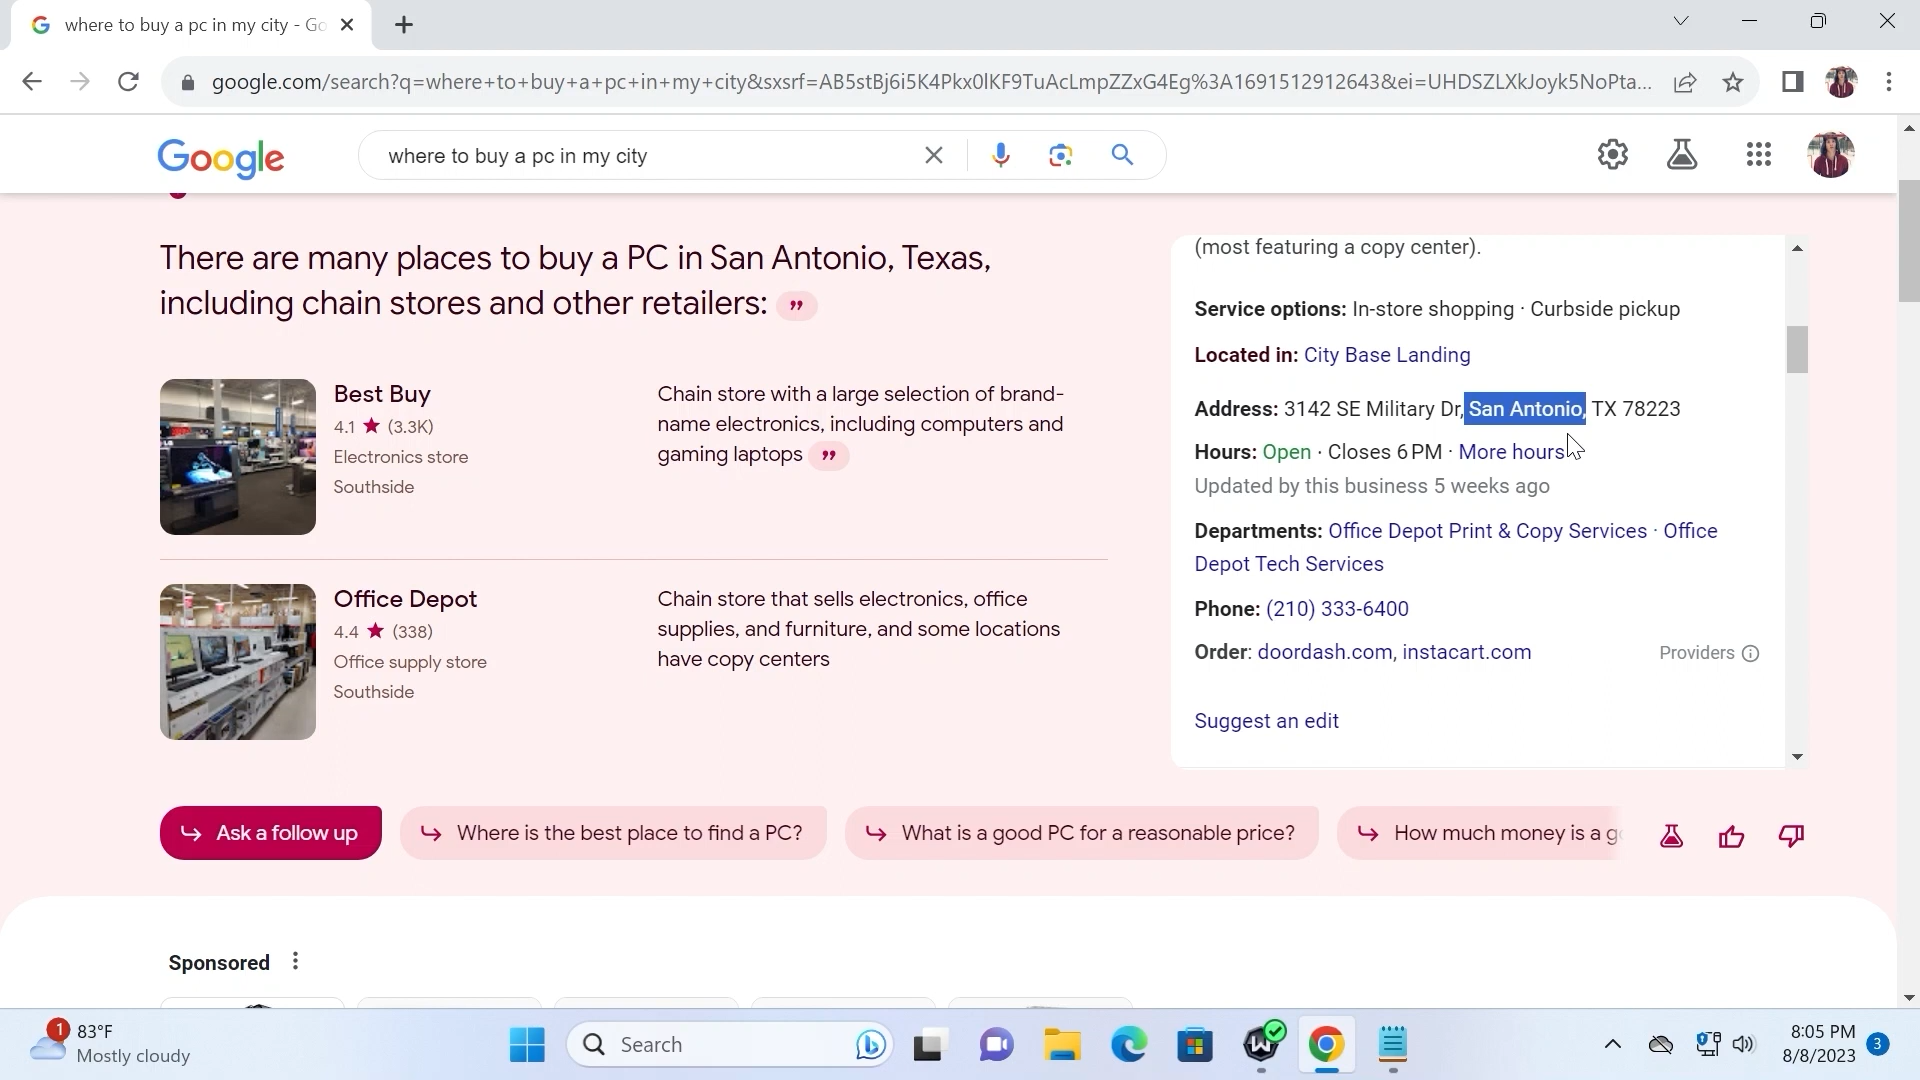 where to buy a pc in my city - Go
google.com/search?q=where+to+buy+a+pc+in+my+city&sxsrf=AB5stBj6i5K4Pkx0lKF9TuAcLmpZZxG4Eg%3A1691512912643&ei=UHDSZLXkJoyk5NoPta...
Google
where to buy a pc in my city
There are many places to buy a PC in San Antonio, Texas,
including chain stores and other retailers:
Best Buy
4.1 ★ (3.3K)
Electronics store
Southside
Chain store with a large selection of brand-
name electronics, including computers and
gaming laptops
Office Depot
4.4 ★ (338)
Office supply store
Southside
Chain store that sells electronics, office
supplies, and furniture, and some locations
have copy centers
(most featuring a copy center).
Service options: In-store shopping · Curbside pickup
Located in: City Base Landing
Address: 3142 SE Military Dr, San Antonio, TX 78223
Hours: Open · Closes 6 PM · More hours
Updated by this business 5 weeks ago
Departments: Office Depot Print & Copy Services · Office
Depot Tech Services
Phone: (210) 333-6400
Order: doordash.com, instacart.com
Providers
Suggest an edit
Ask a follow up
Where is the best place to find a PC?
What is a good PC for a reasonable price?
How much money is a go
Sponsored
1
83°F
Mostly cloudy
Search
8:05 PM
8/8/2023
3